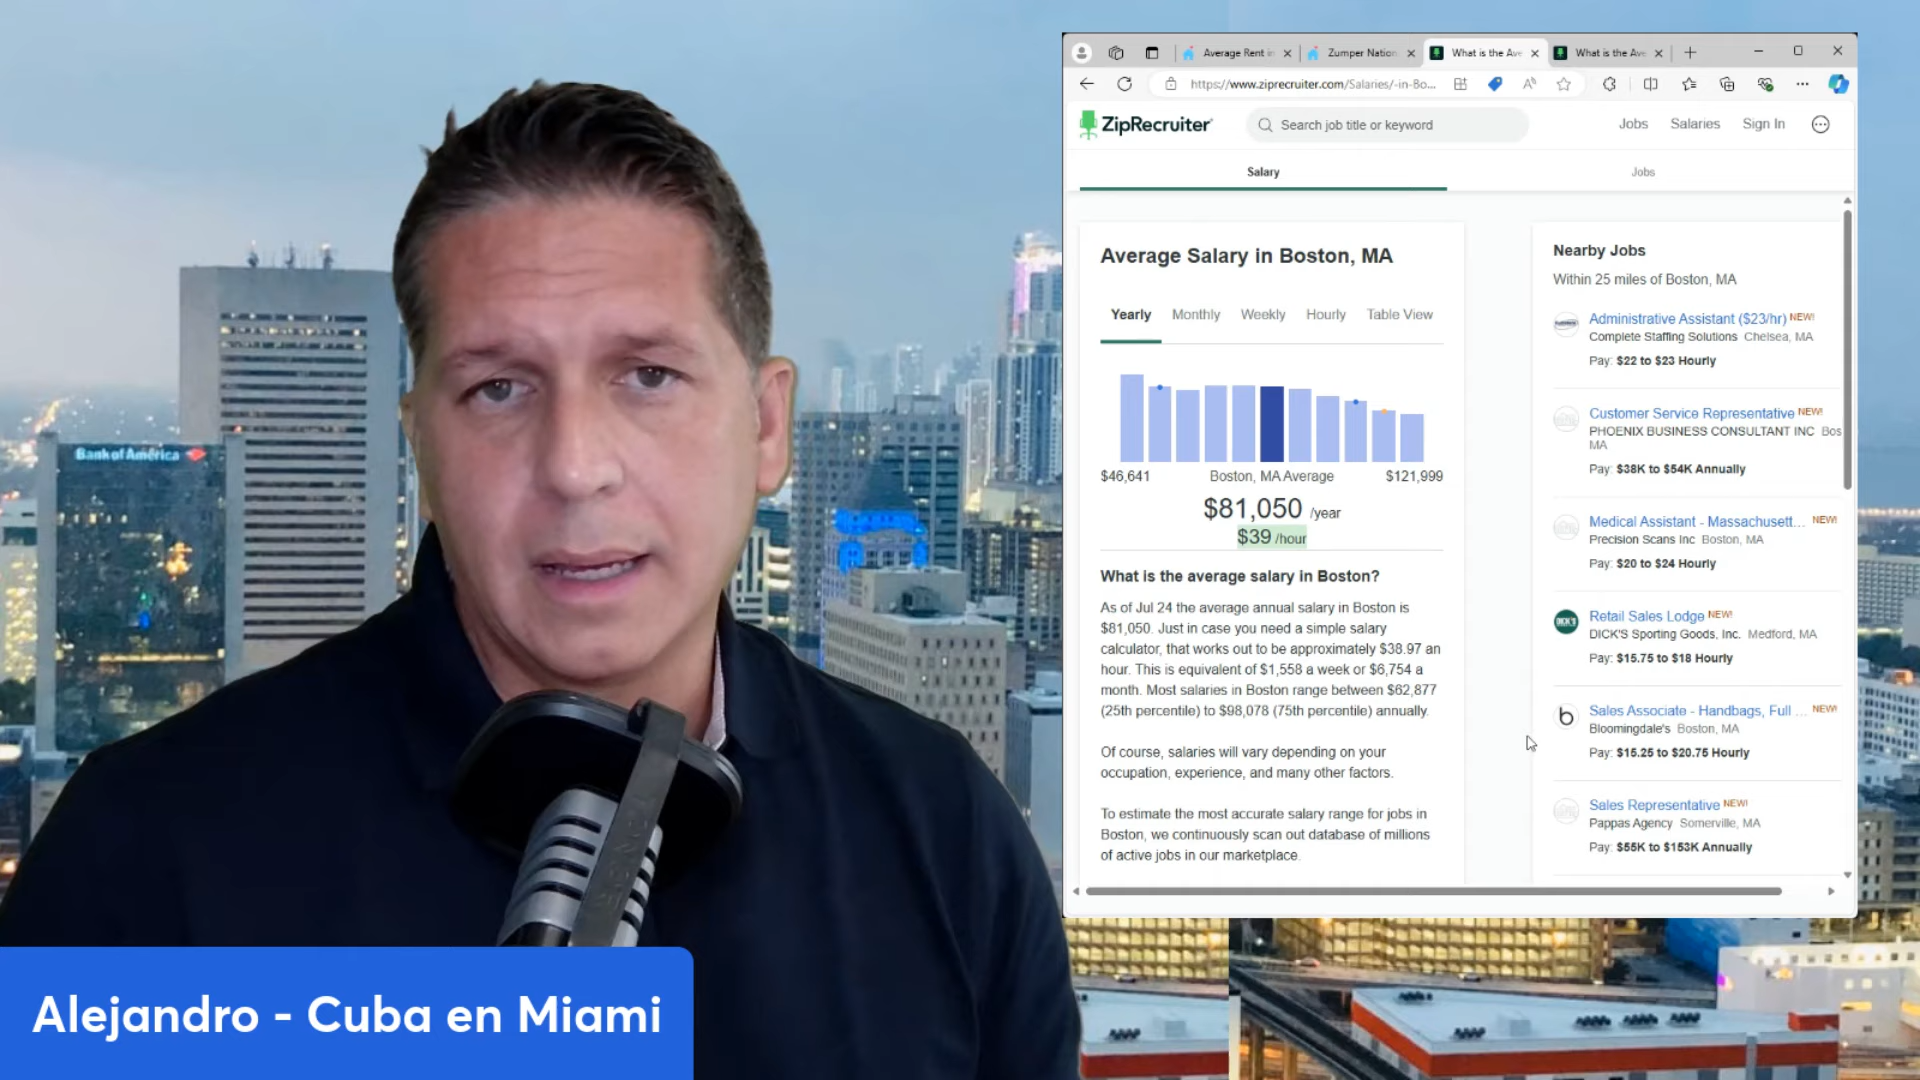 Bank of America
Alejandro - Cuba en Miami
Average Rent in
Zumper Nation
What is the Ave
What is the Ave
https://www.ziprecruiter.com/Salaries/-in-Bo...
ZipRecruiter
Search job title or keyword
Jobs
Salaries
Sign In
Salary
Jobs
Average Salary in Boston, MA
Yearly
Monthly
Weekly
Hourly
Table View
$46,641
Boston, MA Average
$121,999
$81,050 /year
$39 /hour
What is the average salary in Boston?
As of Jul 24 the average annual salary in Boston is
$81,050. Just in case you need a simple salary
calculator, that works out to be approximately $38.97 an
hour. This is equivalent of $1,558 a week or $6,754 a
month. Most salaries in Boston range between $62,877
(25th percentile) to $98,078 (75th percentile) annually.
Of course, salaries will vary depending on your
occupation, experience, and many other factors.
To estimate the most accurate salary range for jobs in
Boston, we continuously scan out database of millions
of active jobs in our marketplace.
Nearby Jobs
Within 25 miles of Boston, MA
Administrative Assistant ($23/hr) NEW!
Complete Staffing Solutions Chelsea, MA
Pay: $22 to $23 Hourly
Customer Service Representative NEW!
PHOENIX BUSINESS CONSULTANT INC Bos
MA
Pay: $38K to $54K Annually
Medical Assistant - Massachusett... NEW!
Precision Scans Inc Boston, MA
Pay: $20 to $24 Hourly
DICK'S
Retail Sales Lodge NEW!
DICK'S Sporting Goods, Inc. Medford, MA
Pay: $15.75 to $18 Hourly
b
Sales Associate - Handbags, Full ... NEW!
Bloomingdale's Boston, MA
Pay: $15.25 to $20.75 Hourly
Sales Representative NEW!
Pappas Agency Somerville, MA
Pay: $55K to $153K Annually